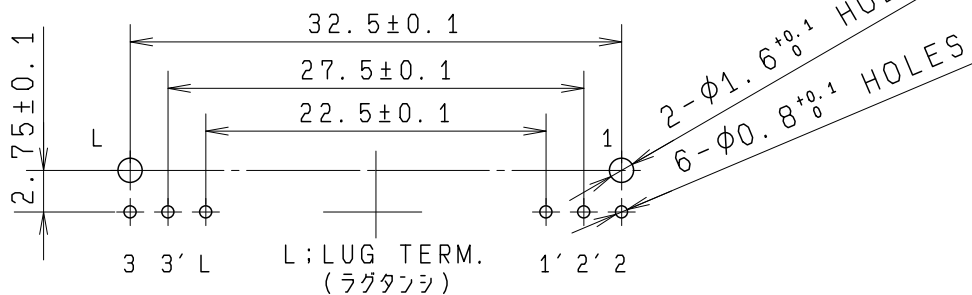 32.5±0.1
27.5±0.1
22.5±0.1
2.75±0.1
2-φ1.6 +0.1 0
6-φ0.8 +0.1 0 HOLES
L 1
3 3' L 1' 2' 2
L;LUG TERM.
(ラグタンシ)